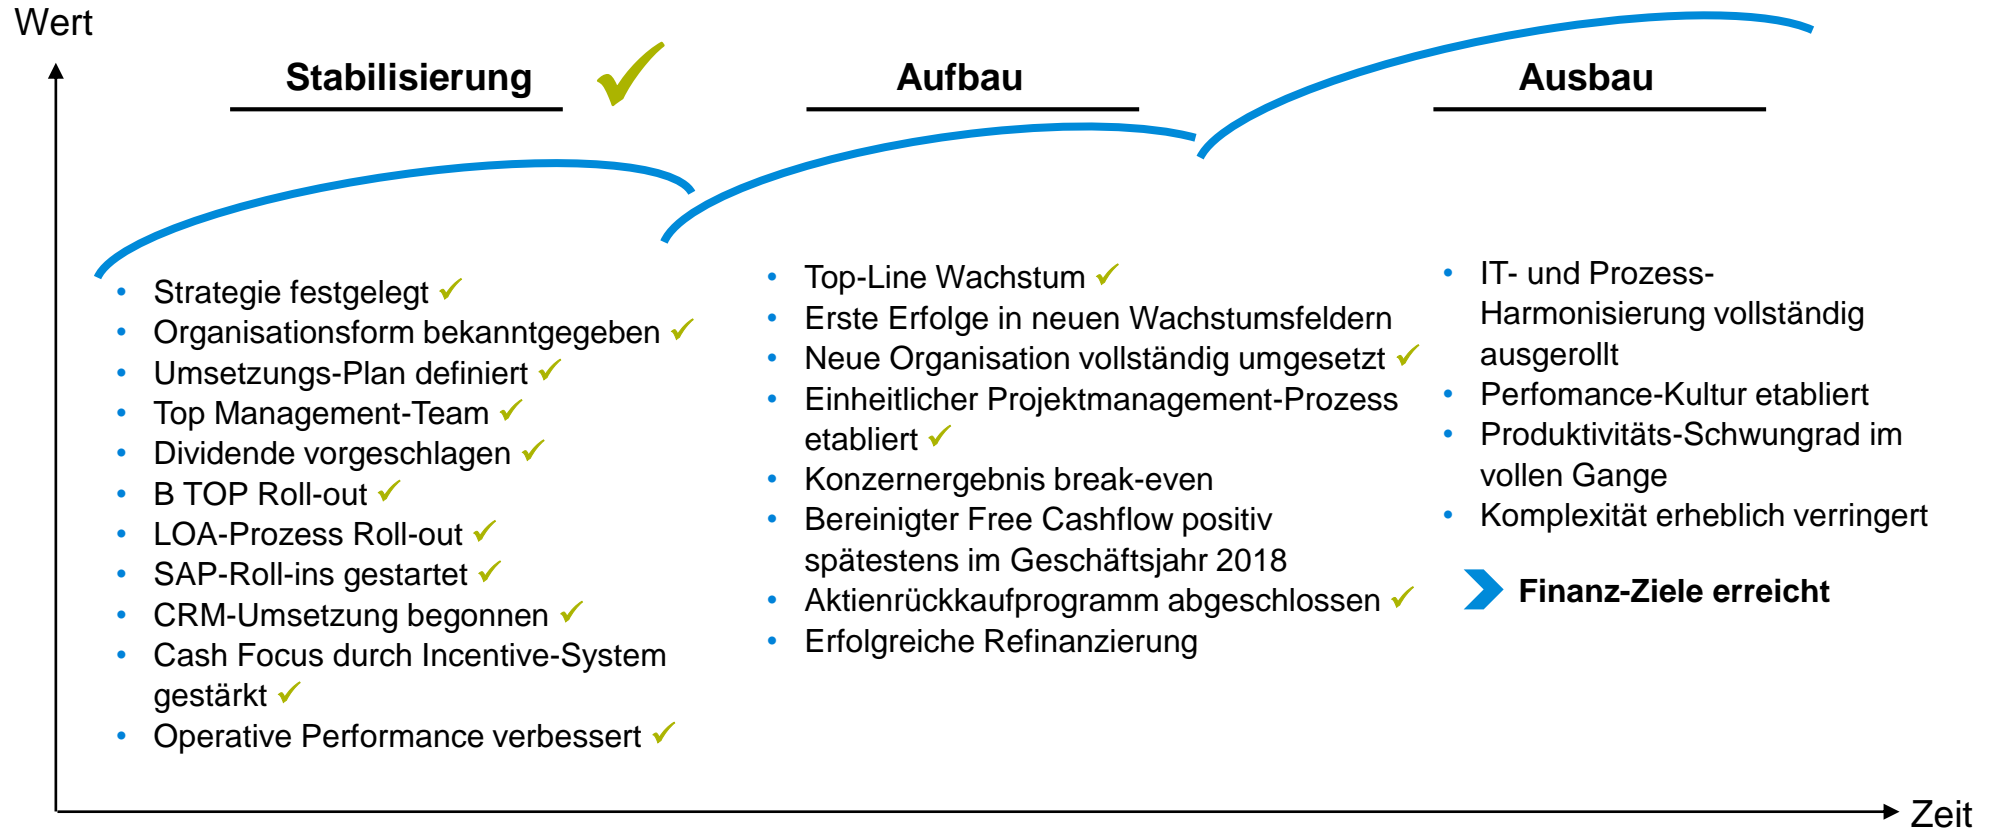 Wert
Stabilisierung ✓
• Strategie festgelegt ✓
• Organisationsform bekanntgegeben ✓
• Umsetzungs-Plan definiert ✓
• Top Management-Team ✓
• Dividende vorgeschlagen ✓
• B TOP Roll-out ✓
• LOA-Prozess Roll-out ✓
• SAP-Roll-ins gestartet ✓
• CRM-Umsetzung begonnen ✓
• Cash Focus durch Incentive-System
gestärkt ✓
• Operative Performance verbessert ✓
Aufbau
• Top-Line Wachstum ✓
• Erste Erfolge in neuen Wachstumsfeldern
• Neue Organisation vollständig umgesetzt ✓
• Einheitlicher Projektmanagement-Prozess
etabliert ✓
• Konzernergebnis break-even
• Bereinigter Free Cashflow positiv
spätestens im Geschäftsjahr 2018
• Aktienrückkaufprogramm abgeschlossen ✓
• Erfolgreiche Refinanzierung
Ausbau
• IT- und Prozess-
Harmonisierung vollständig
ausgerollt
• Perfomance-Kultur etabliert
• Produktivitäts-Schwungrad im
vollen Gange
• Komplexität erheblich verringert
Finanz-Ziele erreicht
Zeit